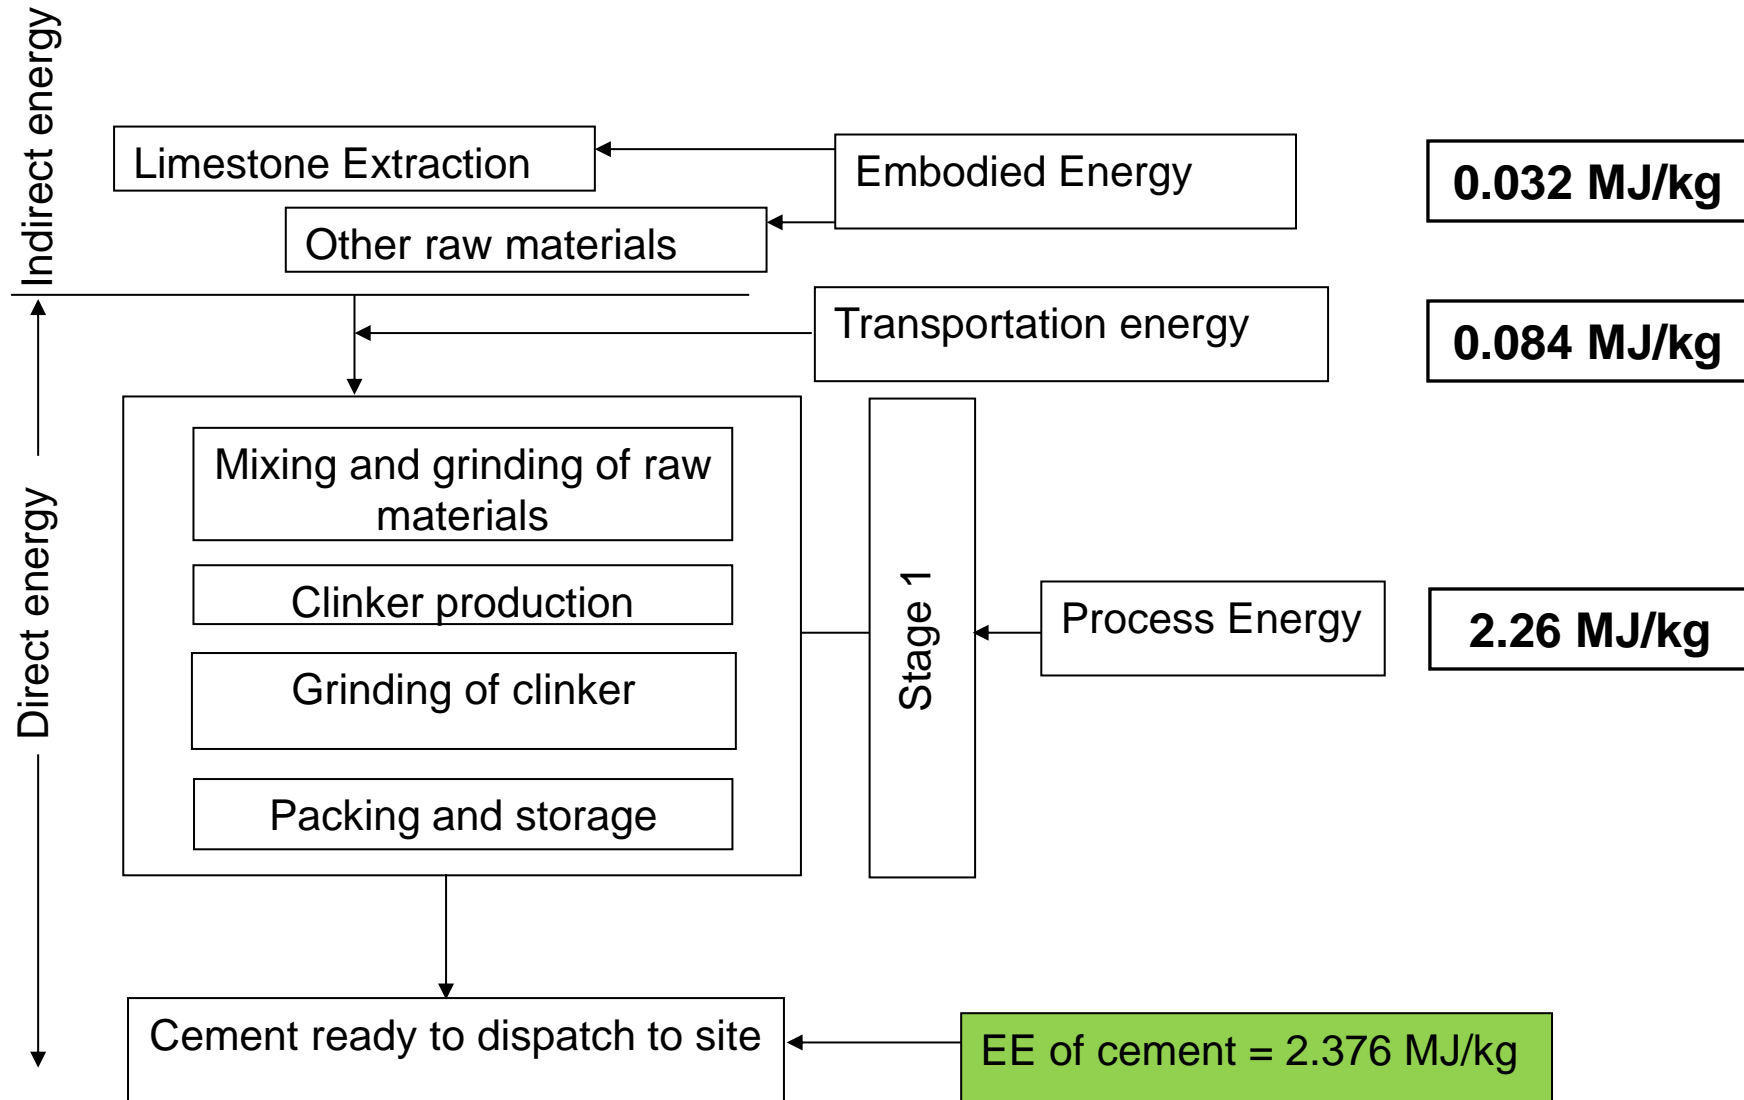 Indirect energy
Limestone Extraction
Embodied Energy
0.032 MJ/kg
Other raw materials
Transportation energy
0.084 MJ/kg
Direct energy
Mixing and grinding of raw
materials
Clinker production
Grinding of clinker
Packing and storage
Stage 1
Process Energy
2.26 MJ/kg
Cement ready to dispatch to site
EE of cement = 2.376 MJ/kg